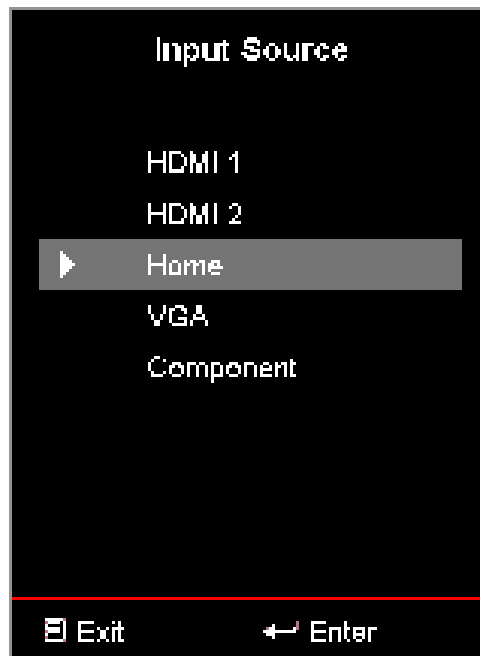 Input Source
HDMI 1
HDMI 2
Home
VGA
Component
Exit Enter